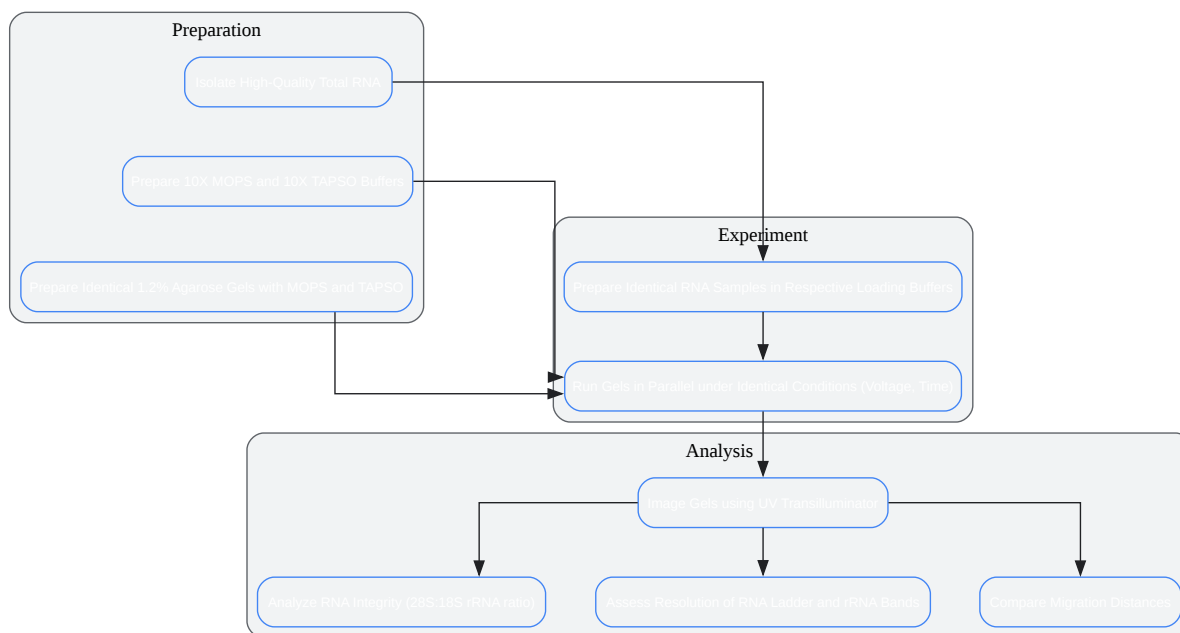 Preparation
Isolate High-Quality Total RNA
Prepare 10X MOPS and 10X TAPSO Buffers
Prepare Identical 1.2% Agarose Gels with MOPS and TAPSO
Experiment
Prepare Identical RNA Samples in Respective Loading Buffers
Run Gels in Parallel under Identical Conditions (Voltage, Time)
Analysis
Image Gels using UV Transilluminator
Analyze RNA Integrity (28S:18S rRNA ratio)
Assess Resolution of RNA Ladder and rRNA Bands
Compare Migration Distances